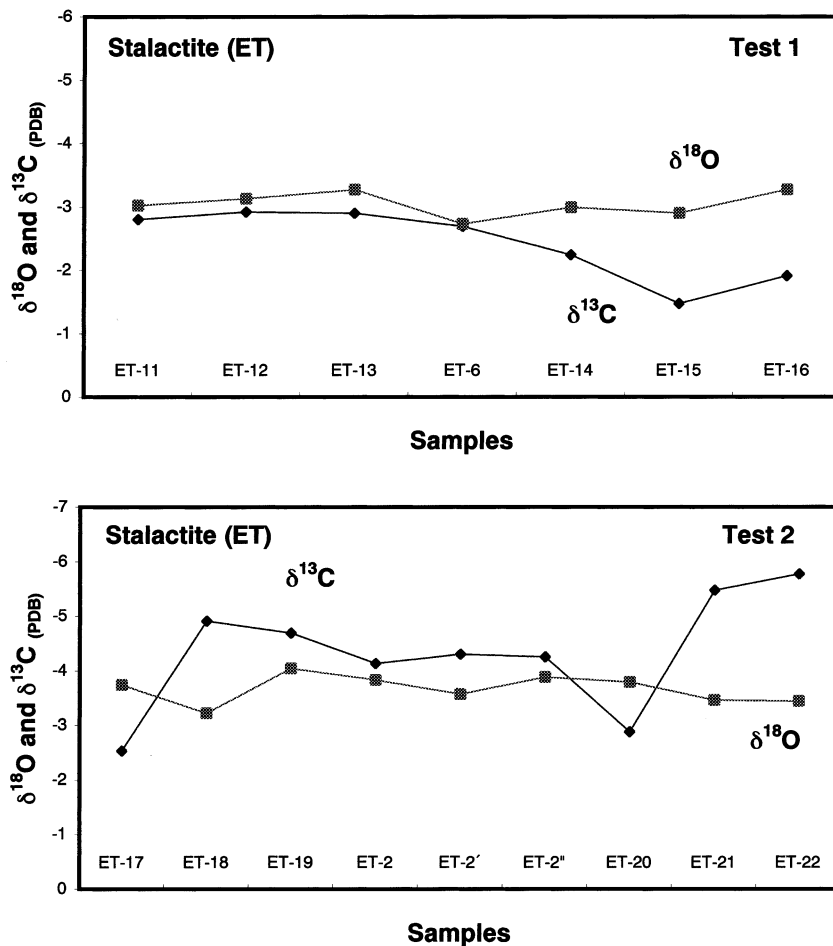 -6
Stalactite (ET) Test 1
-5
-4
δ18O
-3
-2
δ13C
-1
ET-11 ET-12 ET-13 ET-6 ET-14 ET-15 ET-16
0
δ18O and δ13C (PDB)
Samples
-7
Stalactite (ET) Test 2
-6
δ13C
-5
-4
-3
δ18O
-2
-1
ET-17 ET-18 ET-19 ET-2 ET-2′ ET-2" ET-20 ET-21 ET-22
0
δ18O and δ13C (PDB)
Samples